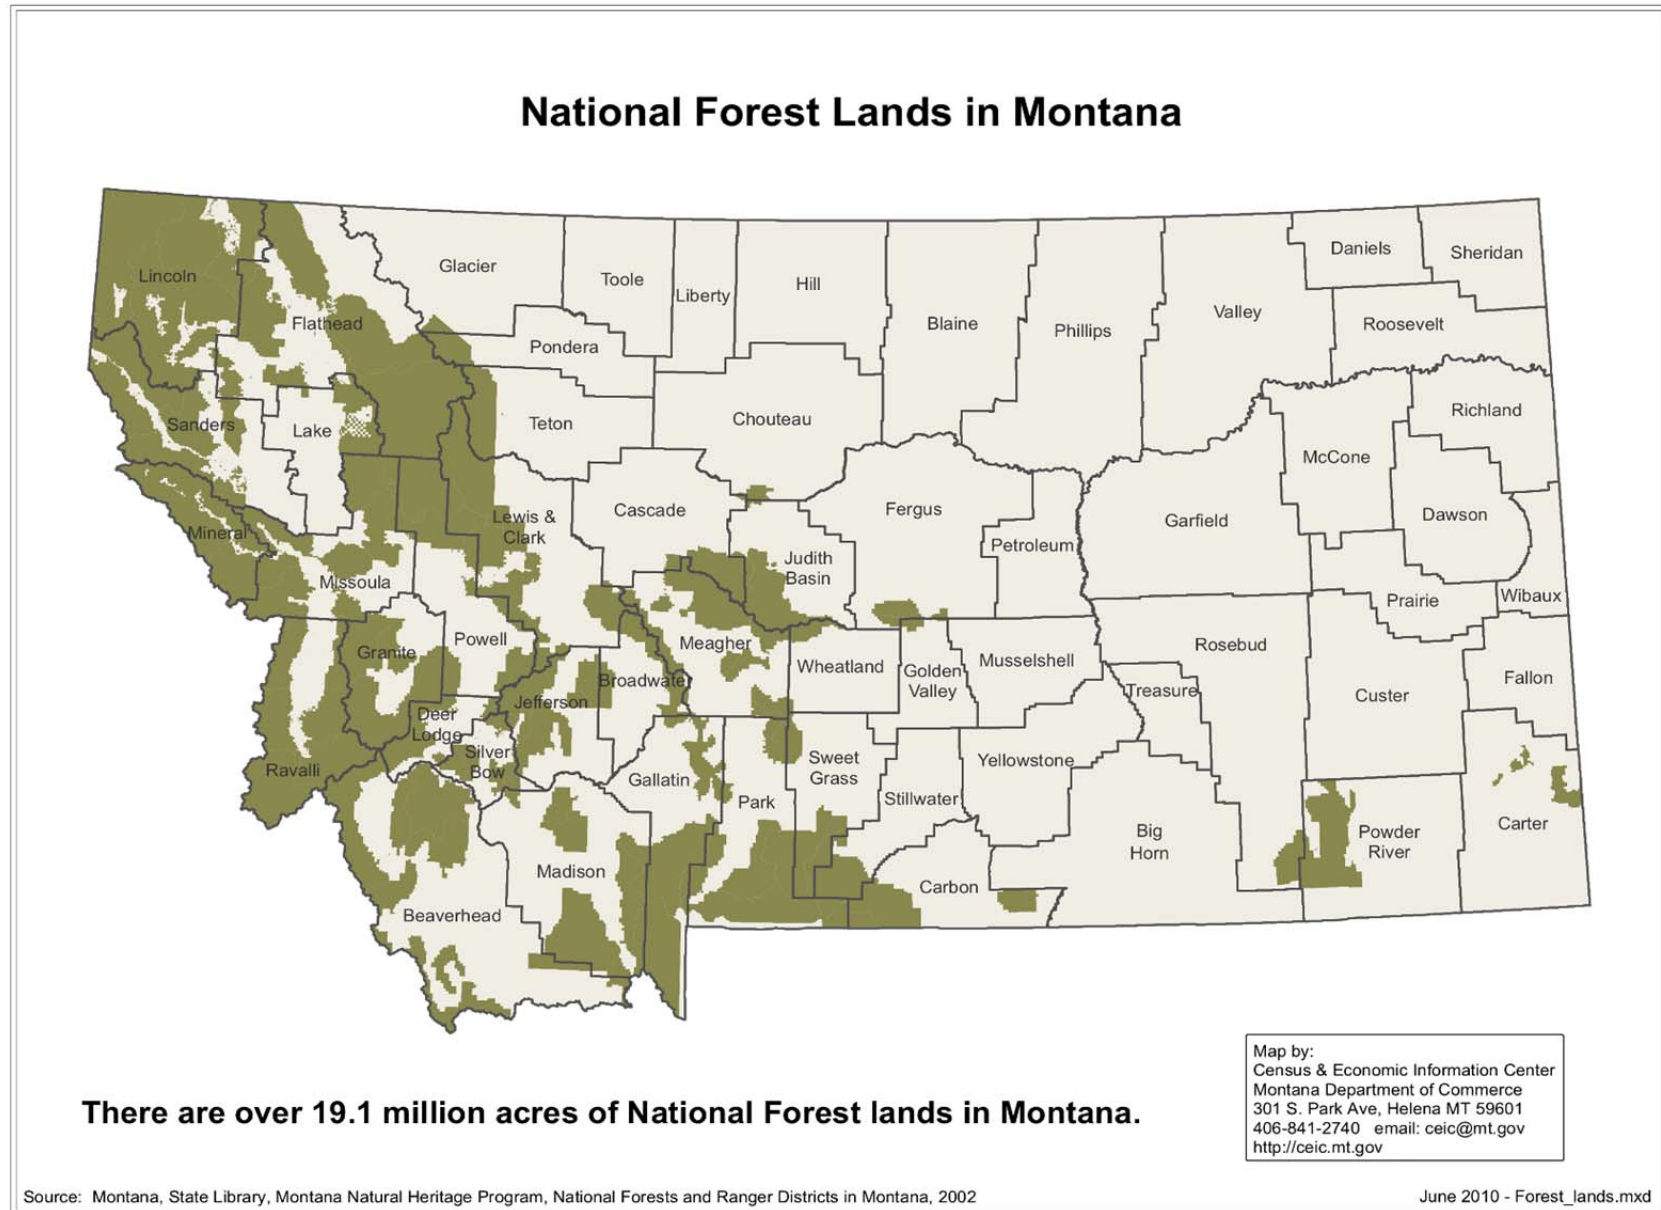 National Forest Lands in Montana
Lincoln
Flathead
Glacier
Toole
Liberty
Hill
Blaine
Phillips
Valley
Daniels
Sheridan
Roosevelt
Pondera
Teton
Chouteau
Richland
McCone
Sanders
Lake
Lewis &
Clark
Cascade
Fergus
Petroleum
Garfield
Dawson
Mineral
Missoula
Judith
Basin
Prairie
Wibaux
Granite
Powell
Meagher
Wheatland
Golden
Valley
Musselshell
Rosebud
Treasure
Custer
Fallon
Broadwater
Jefferson
Deer
Lodge
Silver
Bow
Ravalli
Gallatin
Park
Sweet
Grass
Stillwater
Yellowstone
Big
Horn
Powder
River
Carter
Madison
Carbon
Beaverhead
There are over 19.1 million acres of National Forest lands in Montana.
Map by:
Census & Economic Information Center
Montana Department of Commerce
301 S. Park Ave, Helena MT 59601
406-841-2740 email: ceic@mt.gov
http://ceic.mt.gov
Source: Montana, State Library, Montana Natural Heritage Program, National Forests and Ranger Districts in Montana, 2002
June 2010 - Forest_lands.mxd